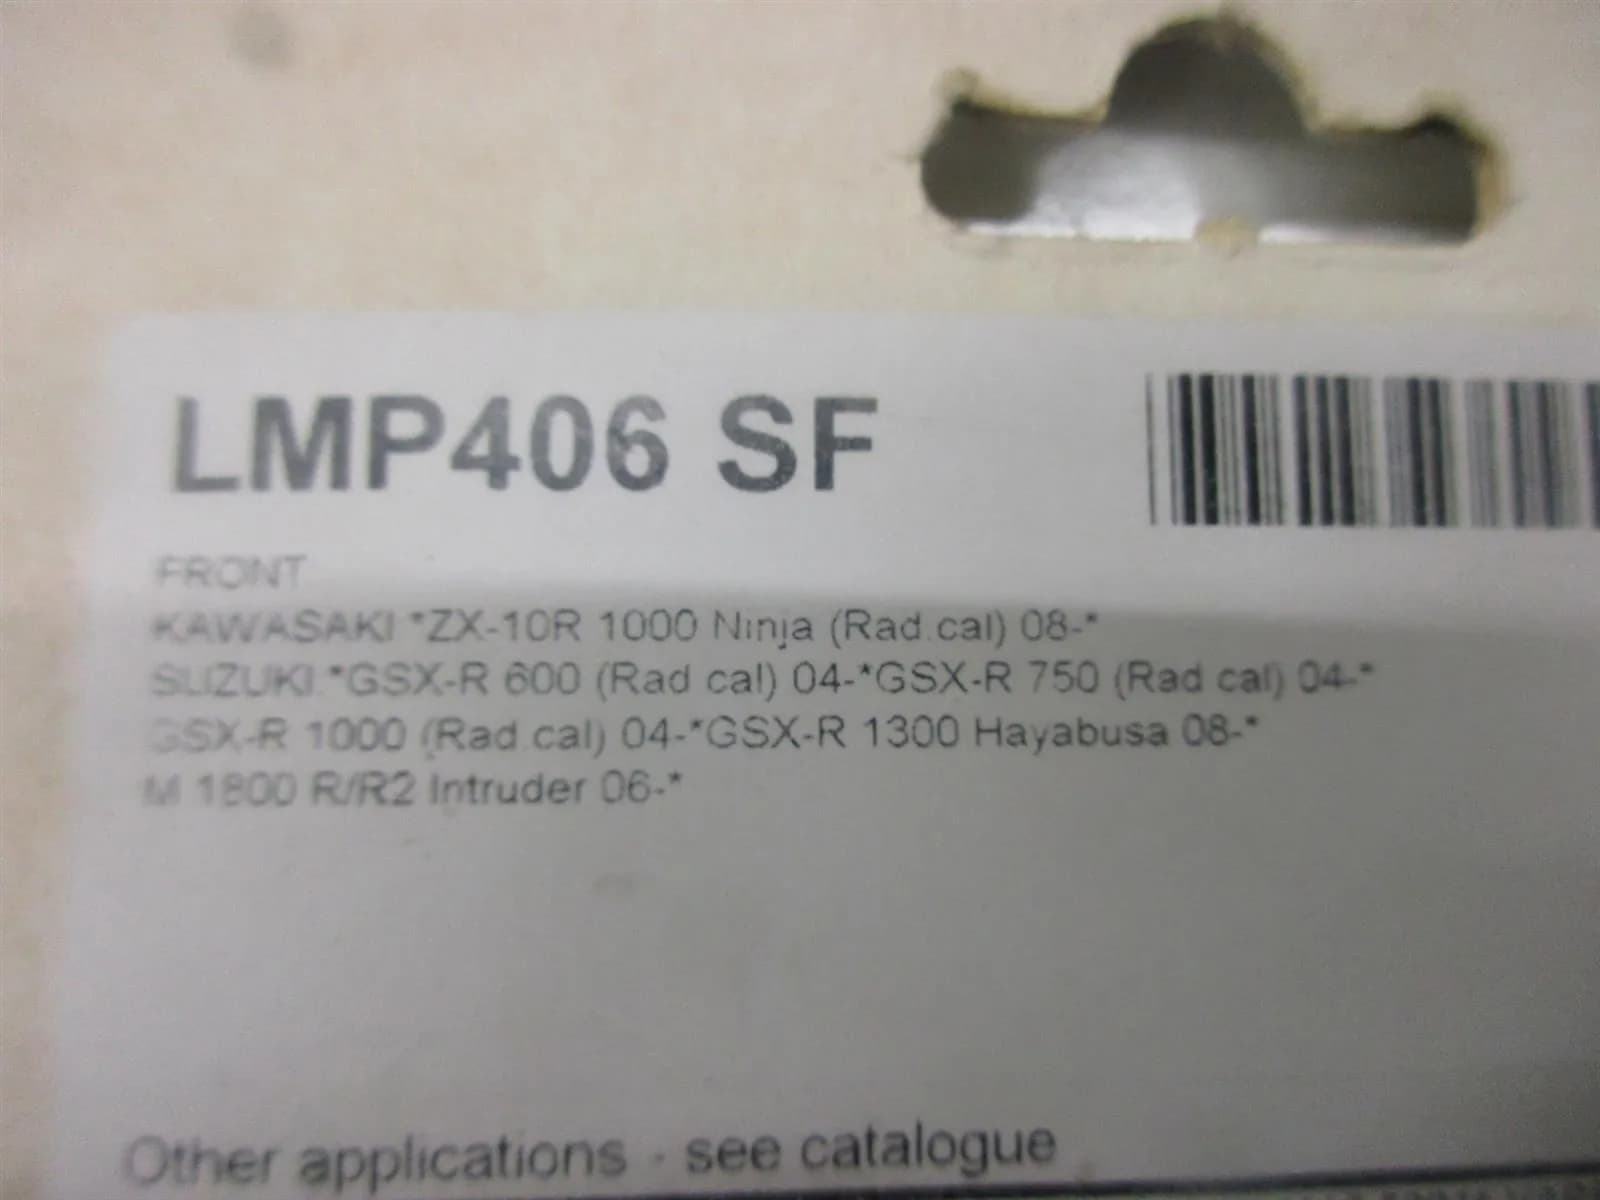 LMP406 SF
FRONT
KAWASAKI *ZX-10R 1000 Ninja (Rad.cal) 08-*
SUZUKI *GSX-R 600 (Rad cal) 04-*GSX-R 750 (Rad cal) 04-*
GSX-R 1000 (Rad.cal) 04-*GSX-R 1300 Hayabusa 08-*
M 1800 R/R2 Intruder 06-*
Other applications - see catalogue